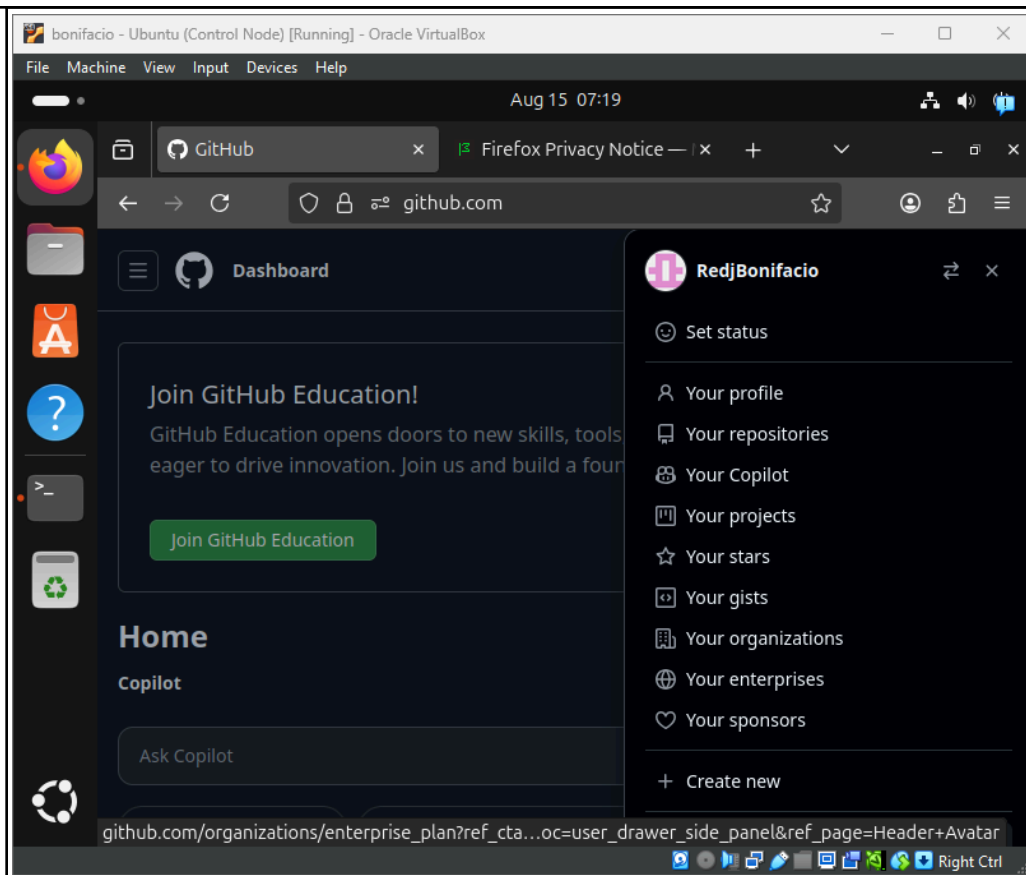 bonifacio - Ubuntu (Control Node) [Running] - Oracle VirtualBox
File Machine View Input Devices Help
Aug 15 07:19
GitHub
Firefox Privacy Notice —
github.com
Dashboard
RedjBonifacio
Set status
Join GitHub Education!
GitHub Education opens doors to new skills, tools
eager to drive innovation. Join us and build a four
Join GitHub Education
Your profile
Your repositories
Your Copilot
Your projects
Your stars
Your gists
Your organizations
Your enterprises
Your sponsors
Create new
Home
Copilot
Ask Copilot
github.com/organizations/enterprise_plan?ref_cta...oc=user_drawer_side_panel&ref_page=Header+Avatar
Right Ctrl